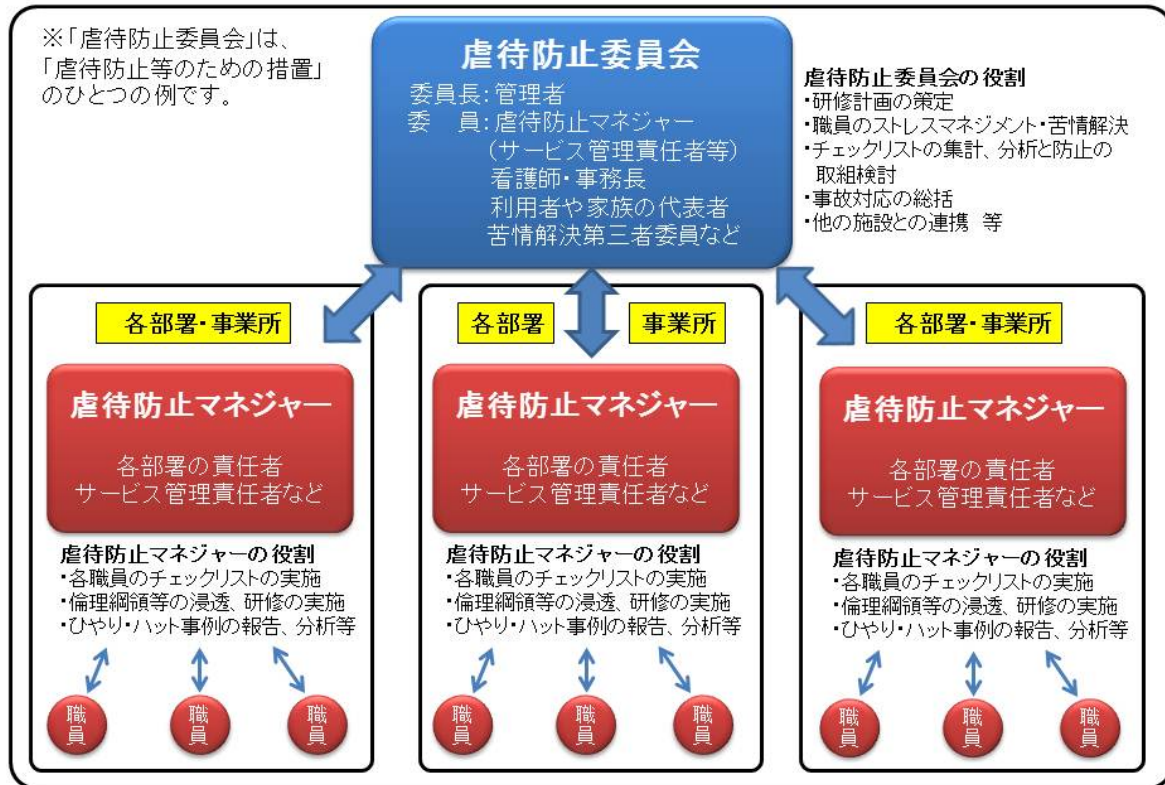 ※「虐待防止委員会」は、
「虐待防止等のための措置」
のひとつの例です。
虐待防止委員会
委員長：管理者
委　員：虐待防止マネジャー
（サービス管理責任者等）
看護師・事務長
利用者や家族の代表者
苦情解決第三者委員など
虐待防止委員会の役割
・研修計画の策定
・職員のストレスマネジメント・苦情解決
・チェックリストの集計、分析と防止の
取組検討
・事故対応の総括
・他の施設との連携　等
各部署・事業所
虐待防止マネジャー
各部署の責任者
サービス管理責任者など
虐待防止マネジャーの役割
・各職員のチェックリストの実施
・倫理綱領等の浸透、研修の実施
・ひやり・ハット事例の報告、分析等
職員
職員
職員
各部署
事業所
虐待防止マネジャー
各部署の責任者
サービス管理責任者など
虐待防止マネジャーの役割
・各職員のチェックリストの実施
・倫理綱領等の浸透、研修の実施
・ひやり・ハット事例の報告、分析等
職員
職員
職員
各部署・事業所
虐待防止マネジャー
各部署の責任者
サービス管理責任者など
虐待防止マネジャーの役割
・各職員のチェックリストの実施
・倫理綱領等の浸透、研修の実施
・ひやり・ハット事例の報告、分析等
職員
職員
職員